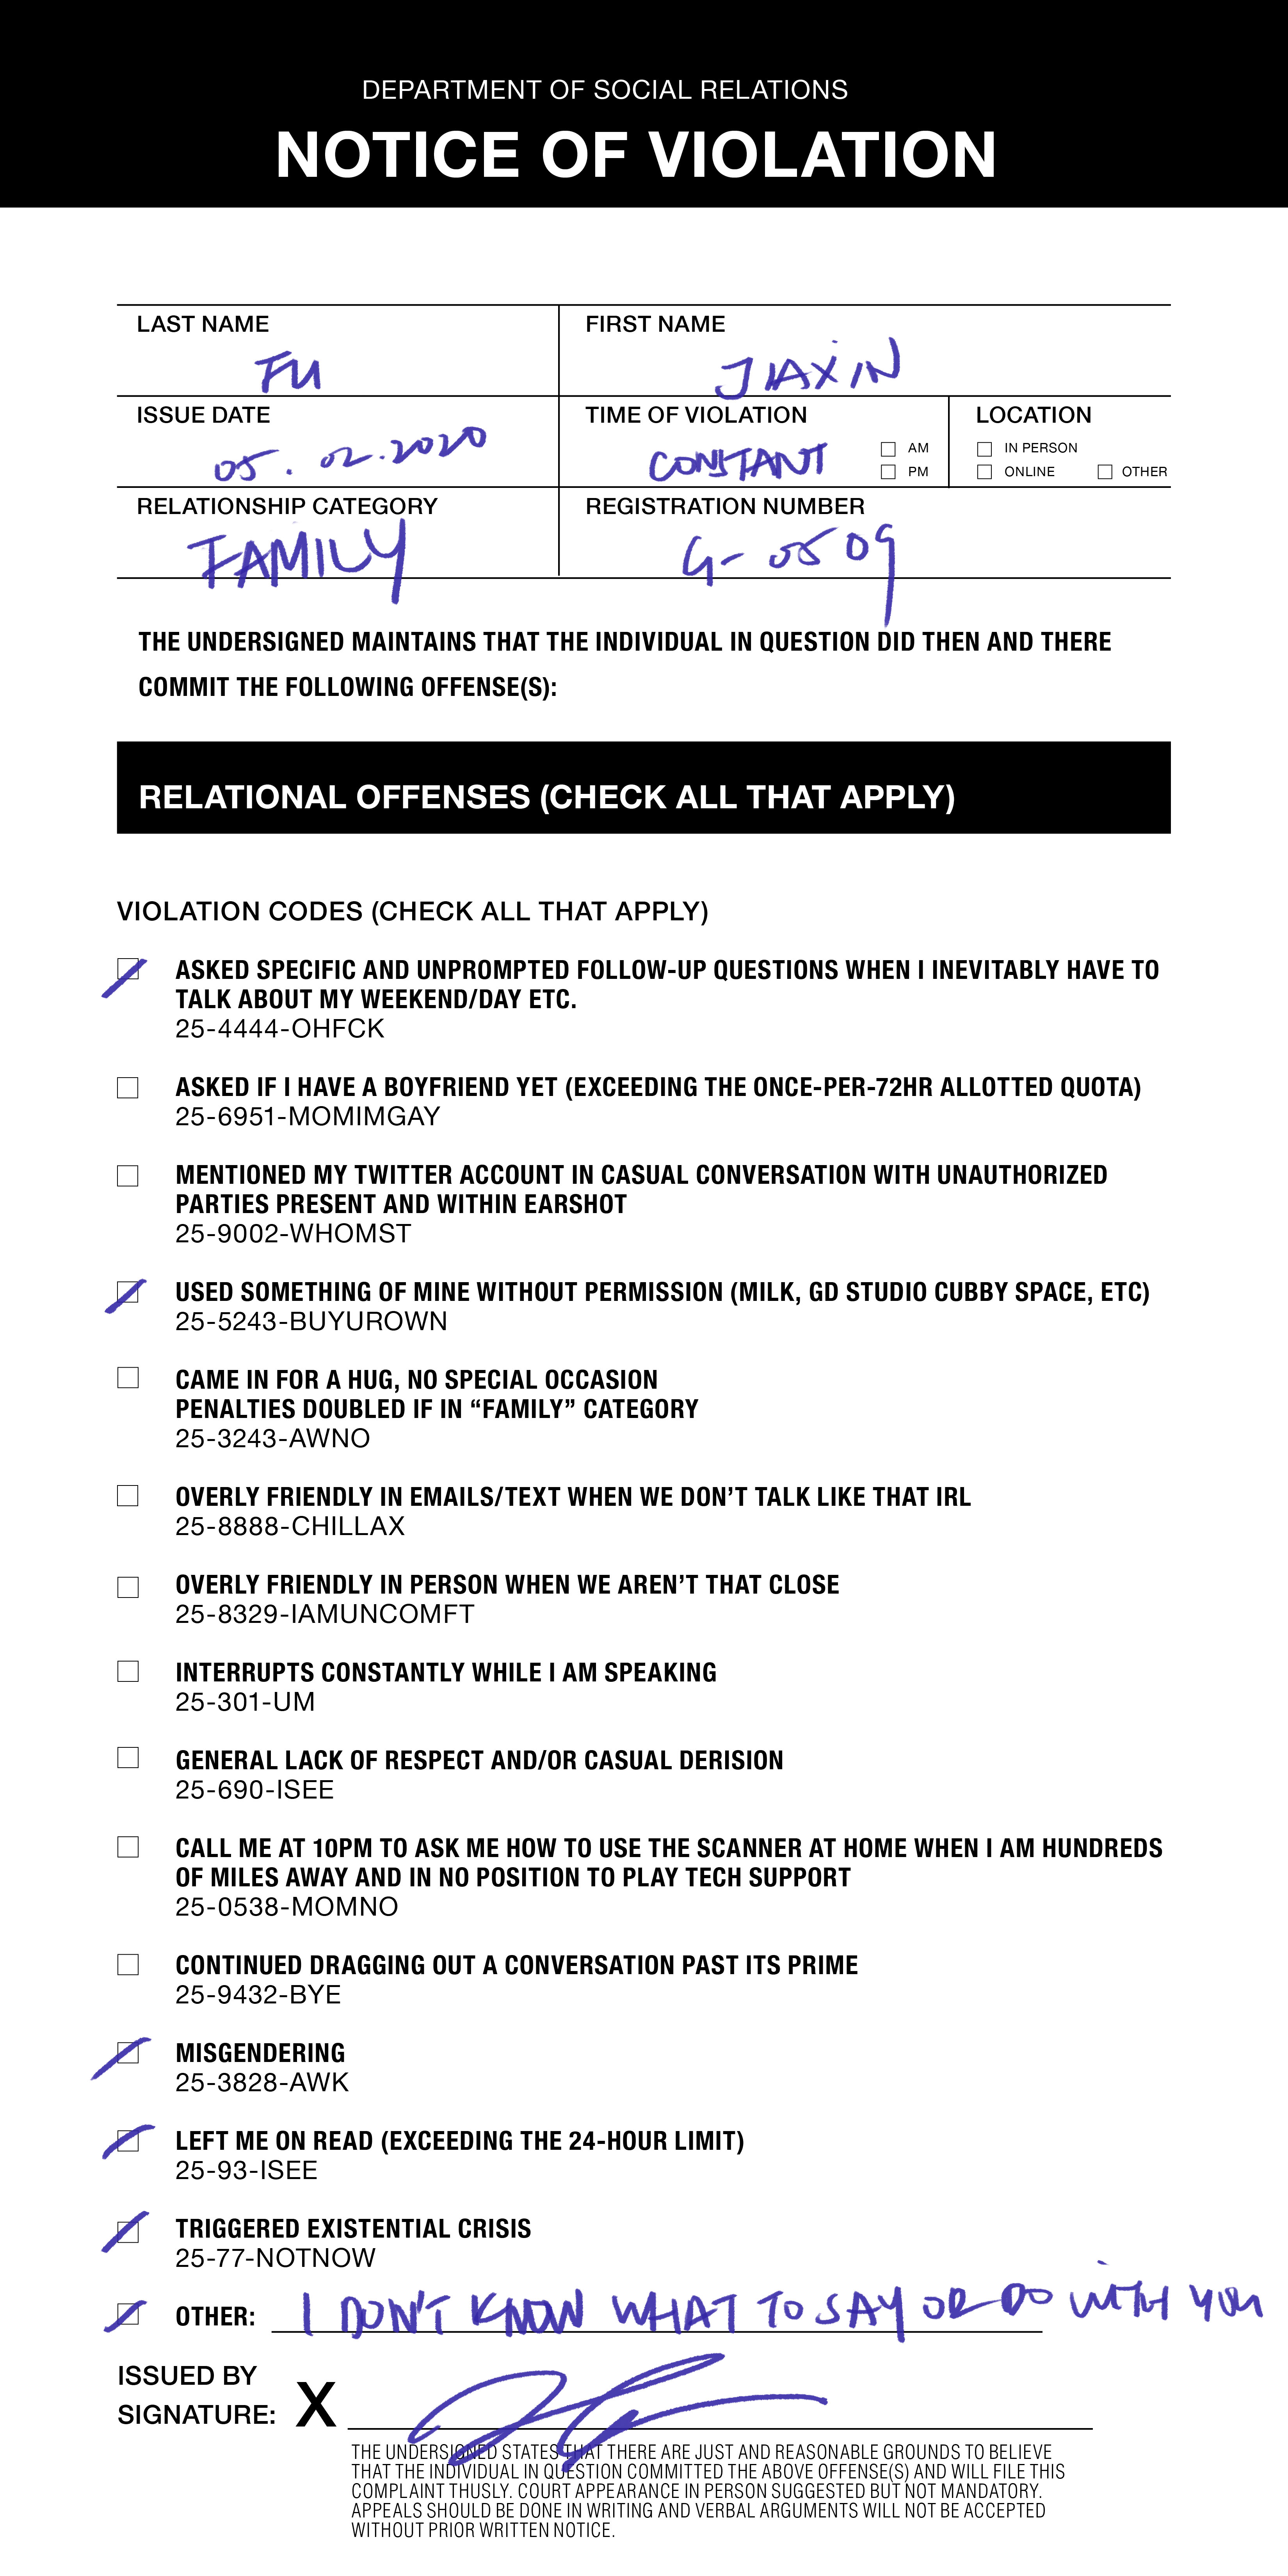 DEPARTMENT OF SOCIAL RELATIONS
NOTICE OF VIOLATION
LAST NAME
FU
FIRST NAME
JIAXIN
ISSUE DATE
05.02.2020
TIME OF VIOLATION
CONSTANT
AM
PM
LOCATION
IN PERSON
ONLINE
OTHER
RELATIONSHIP CATEGORY
FAMILY
REGISTRATION NUMBER
G-0509
THE UNDERSIGNED MAINTAINS THAT THE INDIVIDUAL IN QUESTION DID THEN AND THERE
COMMIT THE FOLLOWING OFFENSE(S):
RELATIONAL OFFENSES (CHECK ALL THAT APPLY)
VIOLATION CODES (CHECK ALL THAT APPLY)
ASKED SPECIFIC AND UNPROMPTED FOLLOW-UP QUESTIONS WHEN I INEVITABLY HAVE TO
TALK ABOUT MY WEEKEND/DAY ETC.
25-4444-OHFCK
ASKED IF I HAVE A BOYFRIEND YET (EXCEEDING THE ONCE-PER-72HR ALLOTTED QUOTA)
25-6951-MOMIMGAY
MENTIONED MY TWITTER ACCOUNT IN CASUAL CONVERSATION WITH UNAUTHORIZED
PARTIES PRESENT AND WITHIN EARSHOT
25-9002-WHOMST
USED SOMETHING OF MINE WITHOUT PERMISSION (MILK, GD STUDIO CUBBY SPACE, ETC)
25-5243-BUYUROWN
CAME IN FOR A HUG, NO SPECIAL OCCASION
PENALTIES DOUBLED IF IN “FAMILY” CATEGORY
25-3243-AWNO
OVERLY FRIENDLY IN EMAILS/TEXT WHEN WE DON’T TALK LIKE THAT IRL
25-8888-CHILLAX
OVERLY FRIENDLY IN PERSON WHEN WE AREN’T THAT CLOSE
25-8329-IAMUNCOMFT
INTERRUPTS CONSTANTLY WHILE I AM SPEAKING
25-301-UM
GENERAL LACK OF RESPECT AND/OR CASUAL DERISION
25-690-ISEE
CALL ME AT 10PM TO ASK ME HOW TO USE THE SCANNER AT HOME WHEN I AM HUNDREDS
OF MILES AWAY AND IN NO POSITION TO PLAY TECH SUPPORT
25-0538-MOMNO
CONTINUED DRAGGING OUT A CONVERSATION PAST ITS PRIME
25-9432-BYE
MISGENDERING
25-3828-AWK
LEFT ME ON READ (EXCEEDING THE 24-HOUR LIMIT)
25-93-ISEE
TRIGGERED EXISTENTIAL CRISIS
25-77-NOTNOW
OTHER: I DON'T KNOW WHAT TO SAY OR DO WITH YOU
ISSUED BY
SIGNATURE: X
THE UNDERSIGNED STATES THAT THERE ARE JUST AND REASONABLE GROUNDS TO BELIEVE
THAT THE INDIVIDUAL IN QUESTION COMMITTED THE ABOVE OFFENSE(S) AND WILL FILE THIS
COMPLAINT THUSLY. COURT APPEARANCE IN PERSON SUGGESTED BUT NOT MANDATORY.
APPEALS SHOULD BE DONE IN WRITING AND VERBAL ARGUMENTS WILL NOT BE ACCEPTED
WITHOUT PRIOR WRITTEN NOTICE.